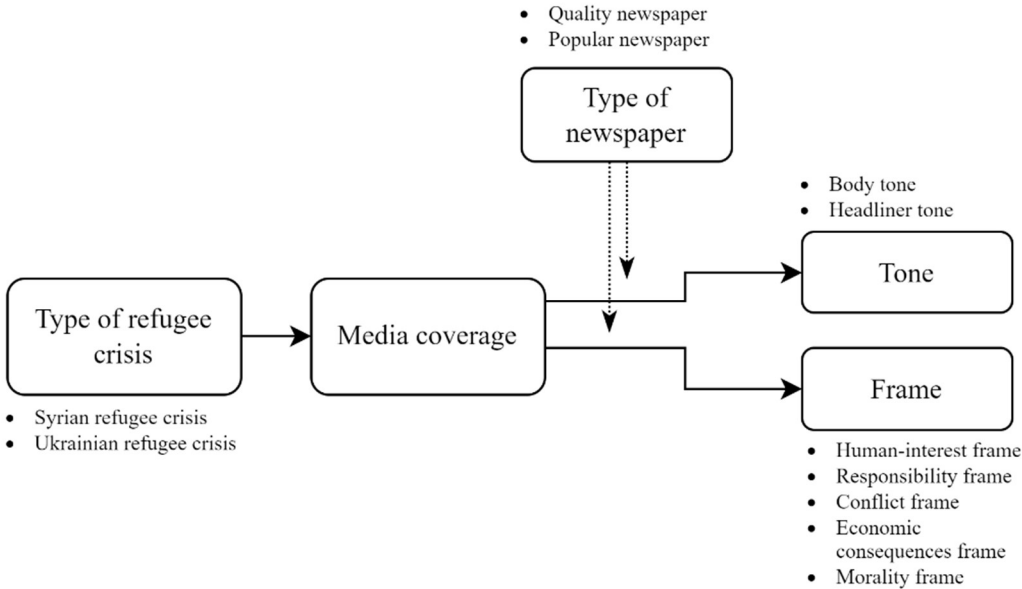 • Quality newspaper
• Popular newspaper
Type of
newspaper
• Body tone
• Headliner tone
Tone
Type of refugee
crisis
Media coverage
Frame
• Syrian refugee crisis
• Ukrainian refugee crisis
• Human-interest frame
• Responsibility frame
• Conflict frame
• Economic
consequences frame
• Morality frame